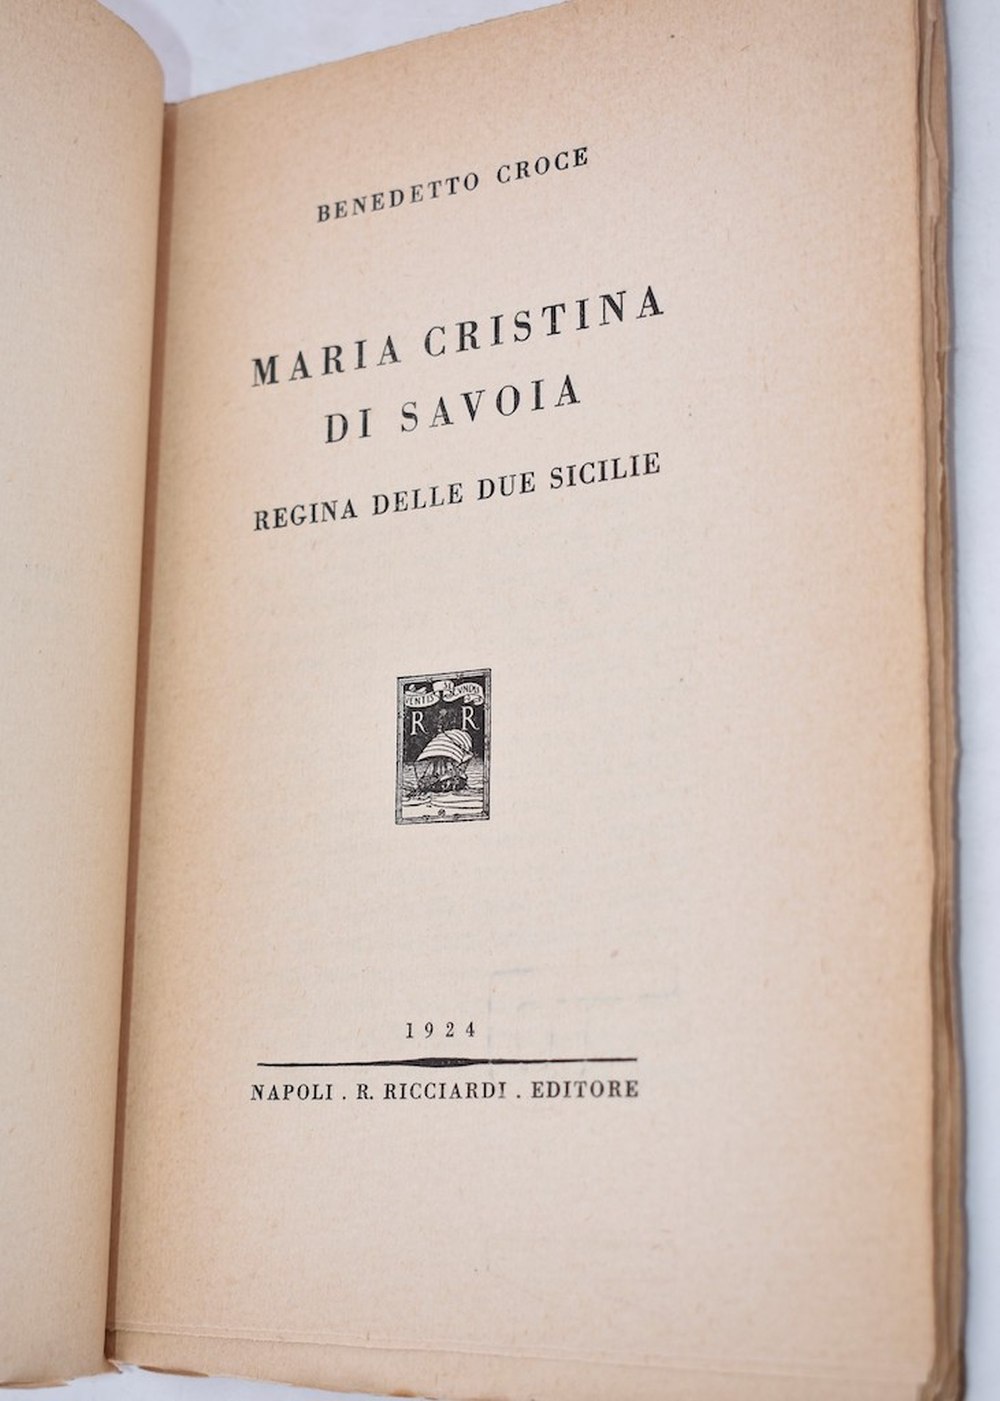 BENEDETTO CROCE
MARIA CRISTINA
DI SAVOIA
REGINA DELLE DUE SICILIE
R R
1924
NAPOLI . R. RICCIARDI . EDITORE